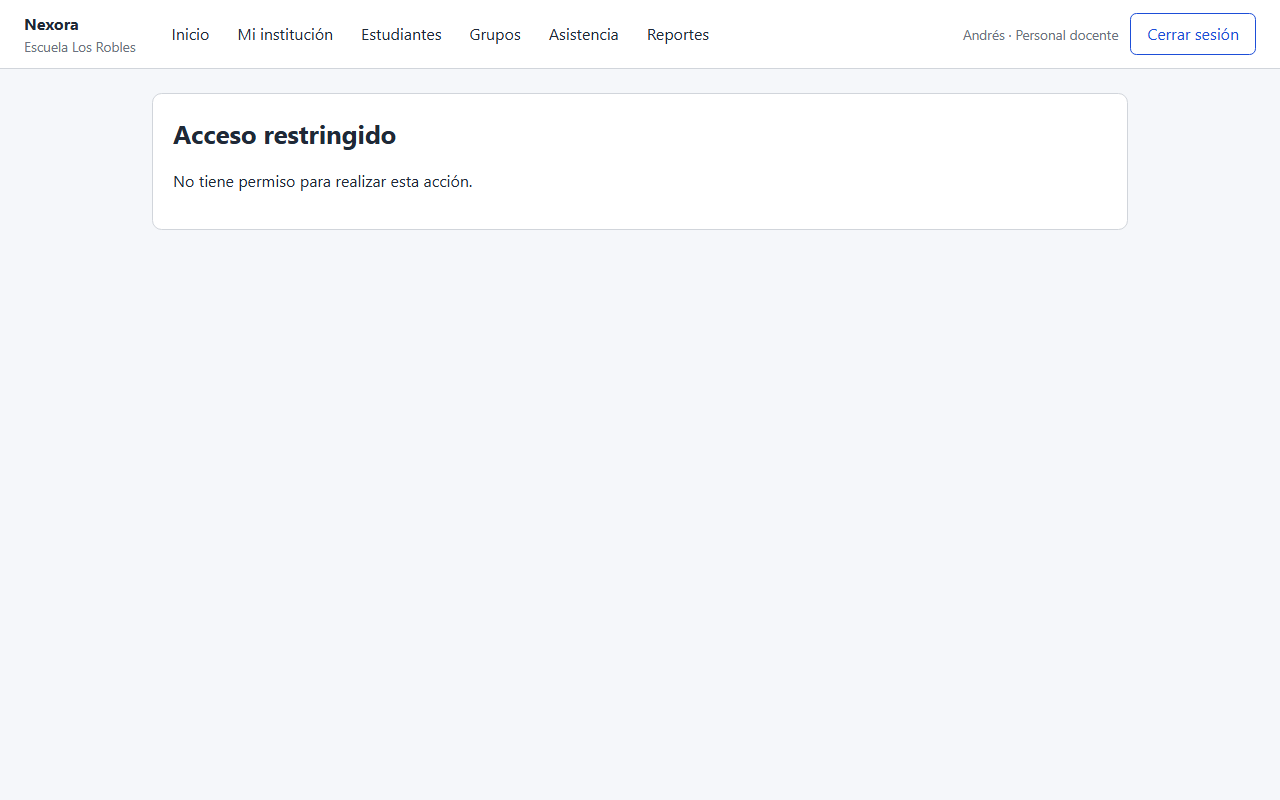 Nexora
Escuela Los Robles
Inicio Mi institución Estudiantes Grupos Asistencia Reportes
Andrés · Personal docente
Cerrar sesión
Acceso restringido
No tiene permiso para realizar esta acción.